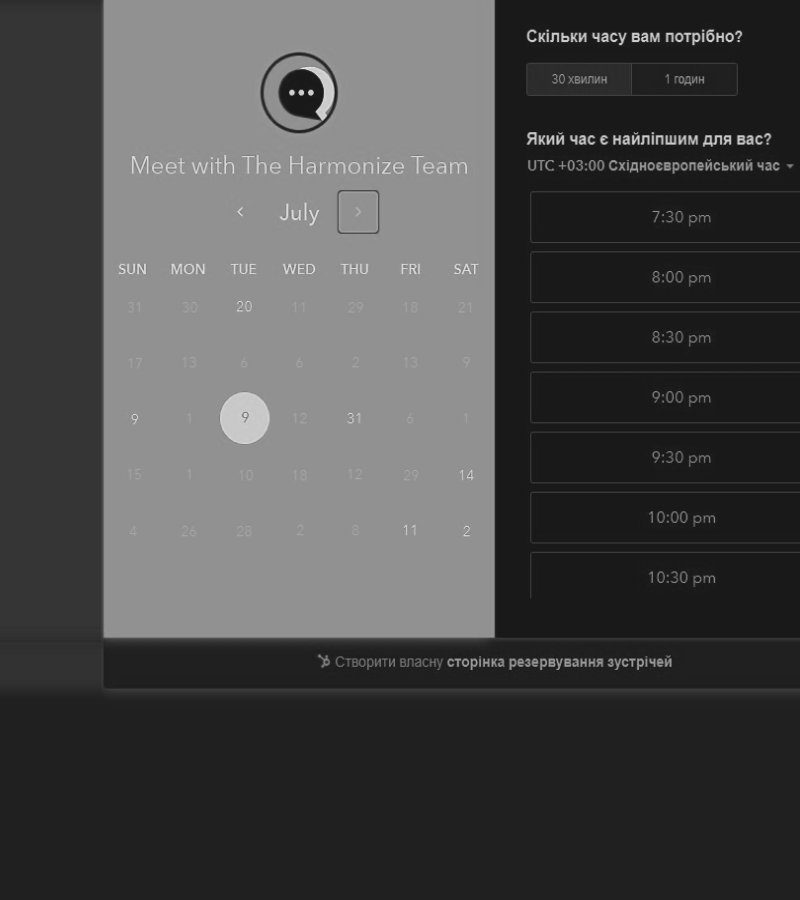 Meet with The Harmonize Team
July
SUN MON TUE WED THU FRI SAT
31 30 20 11 29 18 21
17 13 6 6 2 13 9
9 1 9 12 31 6 1
15 1 10 18 12 29 14
4 26 28 2 8 11 2
Скільки часу вам потрібно?
30 хвилин 1 годин
Який час є найліпшим для вас?
UTC +03:00 Східноєвропейський час
7:30 pm
8:00 pm
8:30 pm
9:00 pm
9:30 pm
10:00 pm
10:30 pm
Створити власну сторінка резервування зустрічей